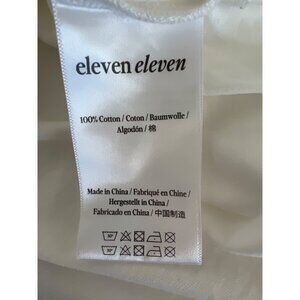 eleven eleven
100% Cotton / Coton / Baumwolle /
Algodón / 棉
Made in China / Fabriqué en Chine /
Hergestellt in China /
Fabricado en China / 中国制造